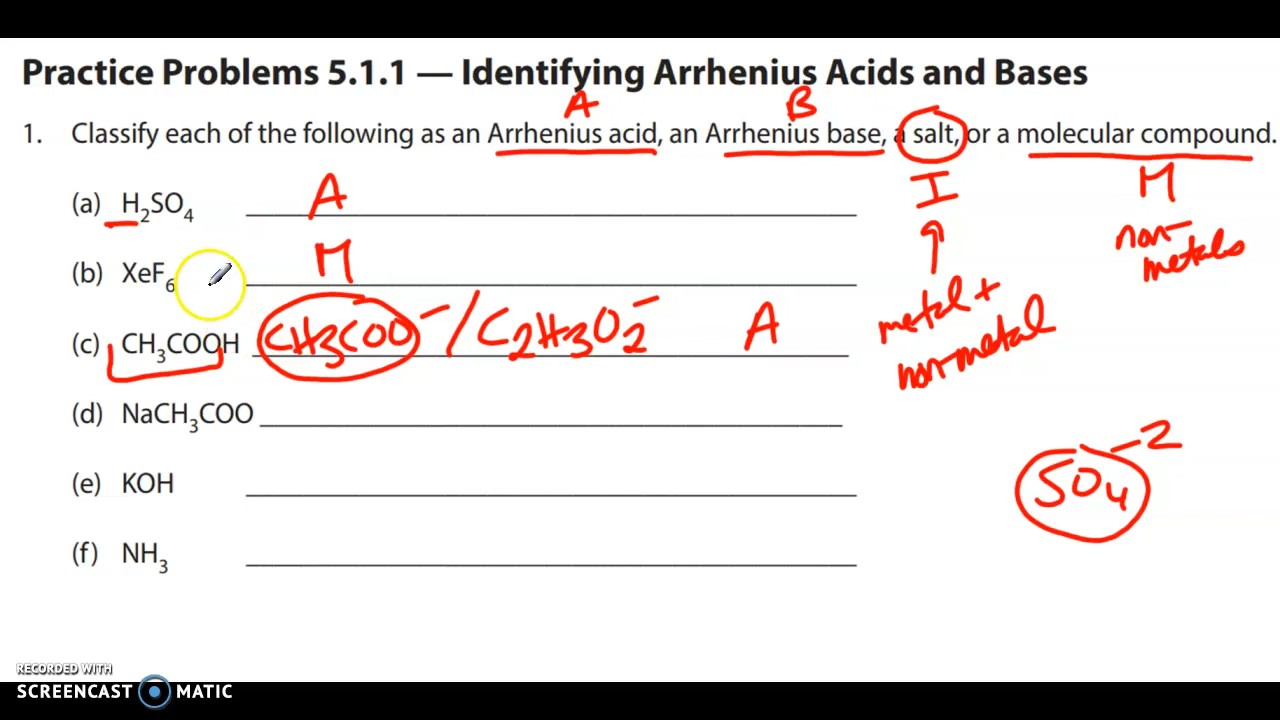 Practice Problems 5.1.1 — Identifying Arrhenius Acids and Bases
A B
1. Classify each of the following as an Arrhenius acid, an Arrhenius base, a salt, or a molecular compound.
(a) H₂SO₄ A I M
non-metals
(b) XeF₆ M
metal + non-metal
(c) CH₃COOH CH₃COO⁻ / C₂H₃O₂⁻ A
(d) NaCH₃COO
SO₄⁻²
(e) KOH
(f) NH₃
RECORDED WITH
SCREENCAST MATIC